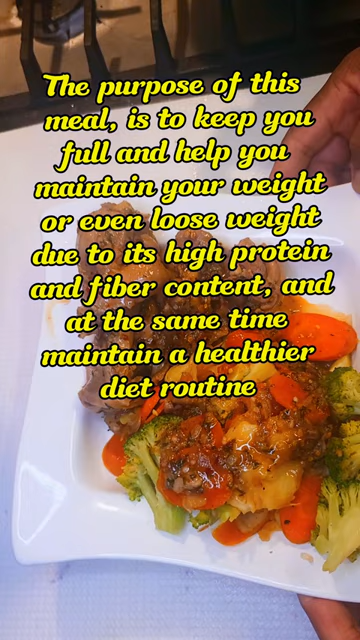 The purpose of this
meal, is to keep you
full and help you
maintain your weight
or even loose weight
due to its high protein
and fiber content, and
at the same time
maintain a healthier
diet routine